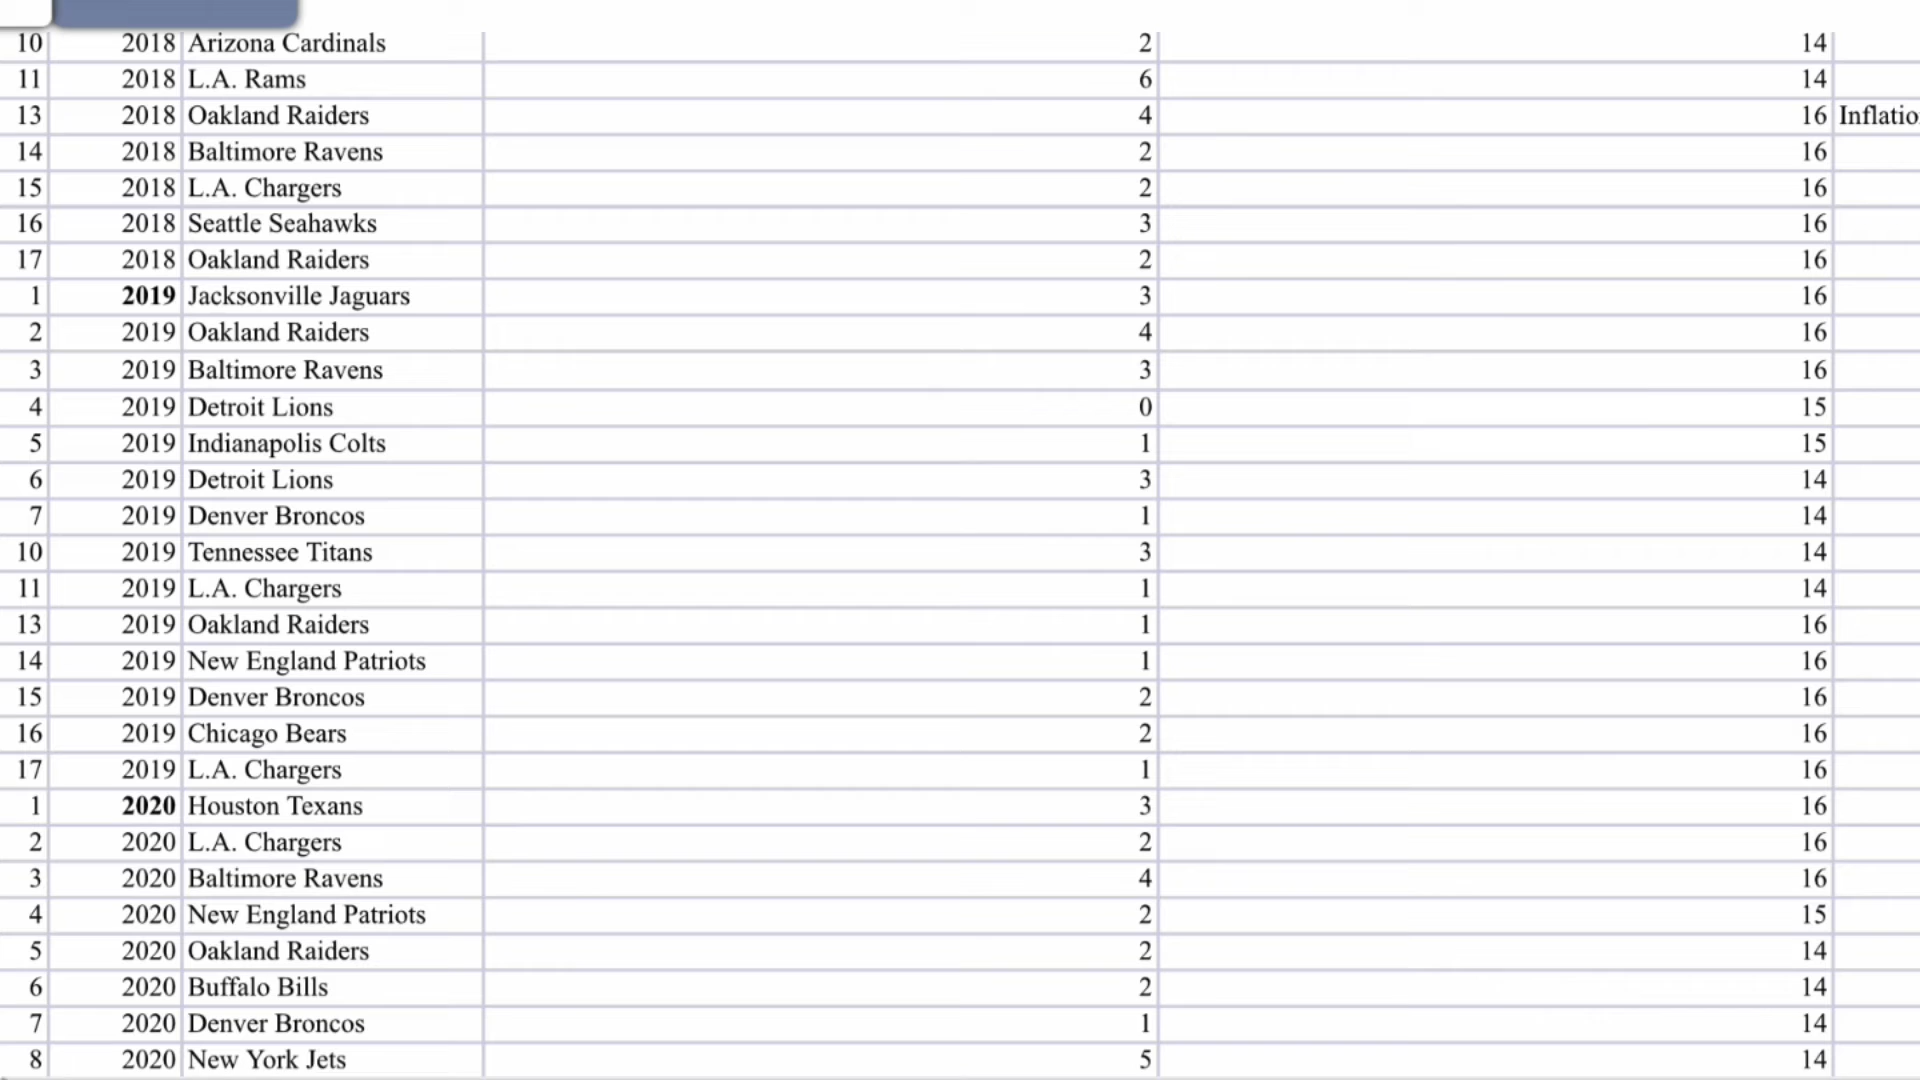 10 2018 Arizona Cardinals 2 14
11 2018 L.A. Rams 6 14
13 2018 Oakland Raiders 4 16
14 2018 Baltimore Ravens 2 16
15 2018 L.A. Chargers 2 16
16 2018 Seattle Seahawks 3 16
17 2018 Oakland Raiders 2 16
1 2019 Jacksonville Jaguars 3 16
2 2019 Oakland Raiders 4 16
3 2019 Baltimore Ravens 3 16
4 2019 Detroit Lions 0 15
5 2019 Indianapolis Colts 1 15
6 2019 Detroit Lions 3 14
7 2019 Denver Broncos 1 14
10 2019 Tennessee Titans 3 14
11 2019 L.A. Chargers 1 14
13 2019 Oakland Raiders 1 16
14 2019 New England Patriots 1 16
15 2019 Denver Broncos 2 16
16 2019 Chicago Bears 2 16
17 2019 L.A. Chargers 1 16
1 2020 Houston Texans 3 16
2 2020 L.A. Chargers 2 16
3 2020 Baltimore Ravens 4 16
4 2020 New England Patriots 2 15
5 2020 Oakland Raiders 2 14
6 2020 Buffalo Bills 2 14
7 2020 Denver Broncos 1 14
8 2020 New York Jets 5 14